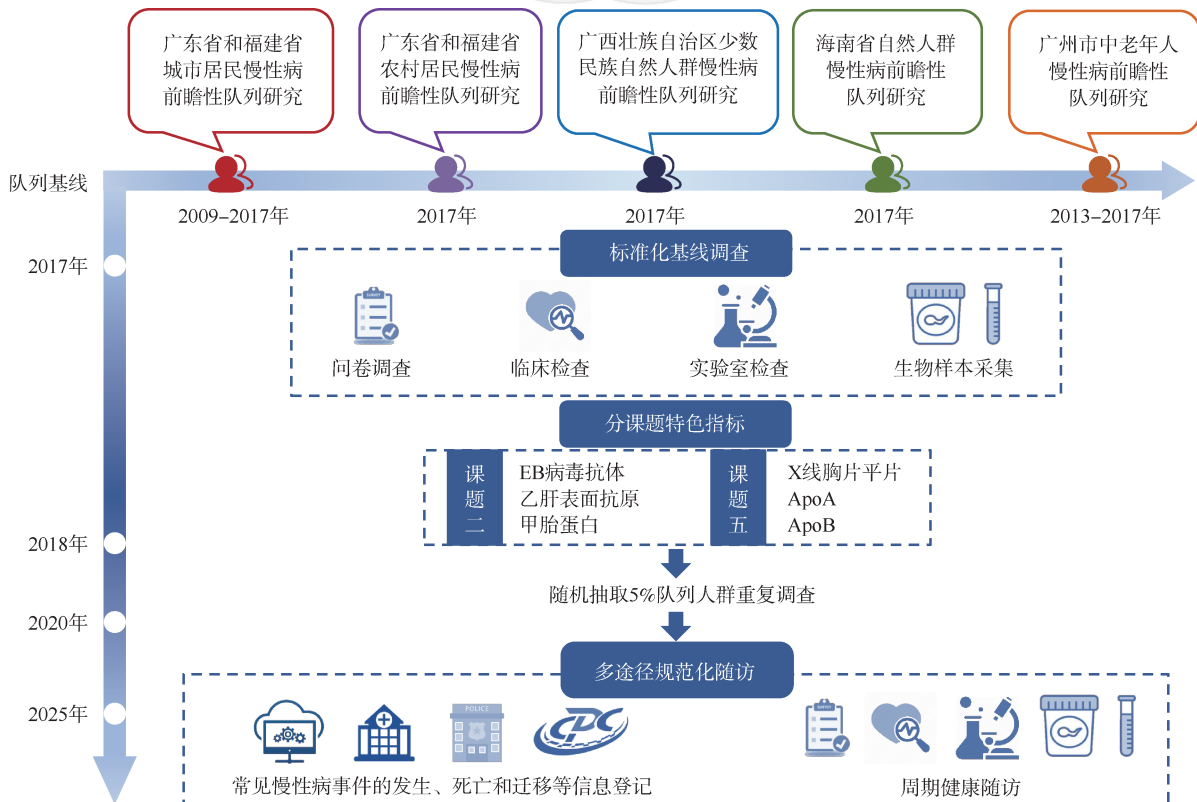 广东省和福建省
城市居民慢性病
前瞻性队列研究
广东省和福建省
农村居民慢性病
前瞻性队列研究
广西壮族自治区少数
民族自然人群慢性病
前瞻性队列研究
海南省自然人群
慢性病前瞻性
队列研究
广州市中老年人
慢性病前瞻性
队列研究
队列基线
2009–2017年
2017年
2017年
2017年
2013–2017年
2017年
标准化基线调查
SURVEY
问卷调查
临床检查
实验室检查
生物样本采集
分课题特色指标
课题二
EB病毒抗体
乙肝表面抗原
甲胎蛋白
课题五
X线胸片平片
ApoA
ApoB
2018年
随机抽取5%队列人群重复调查
2020年
多途径规范化随访
2025年
POLICE
CDC
SURVEY
常见慢性病事件的发生、死亡和迁移等信息登记
周期健康随访